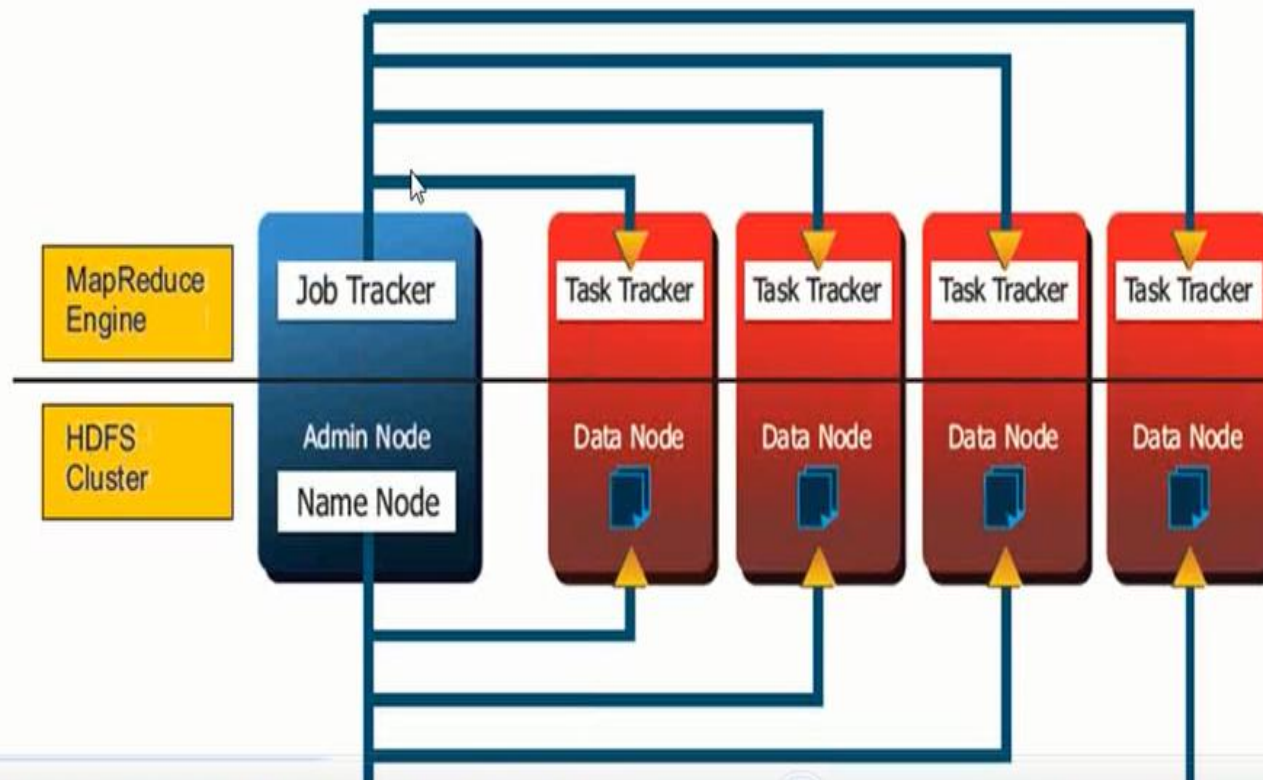 MapReduce
Engine
Job Tracker
Task Tracker
Task Tracker
Task Tracker
Task Tracker
HDFS
Cluster
Admin Node
Name Node
Data Node
Data Node
Data Node
Data Node